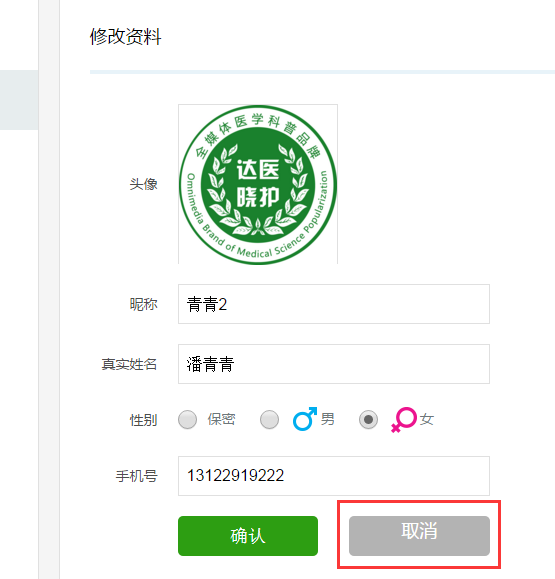 修改资料
全媒体医学科普品牌
达医
晓护
Omnimedia Brand of Medical Science Popularization
头像
昵称 青青2
真实姓名 潘青青
性别 保密 男 女
手机号 13122919222
确认 取消